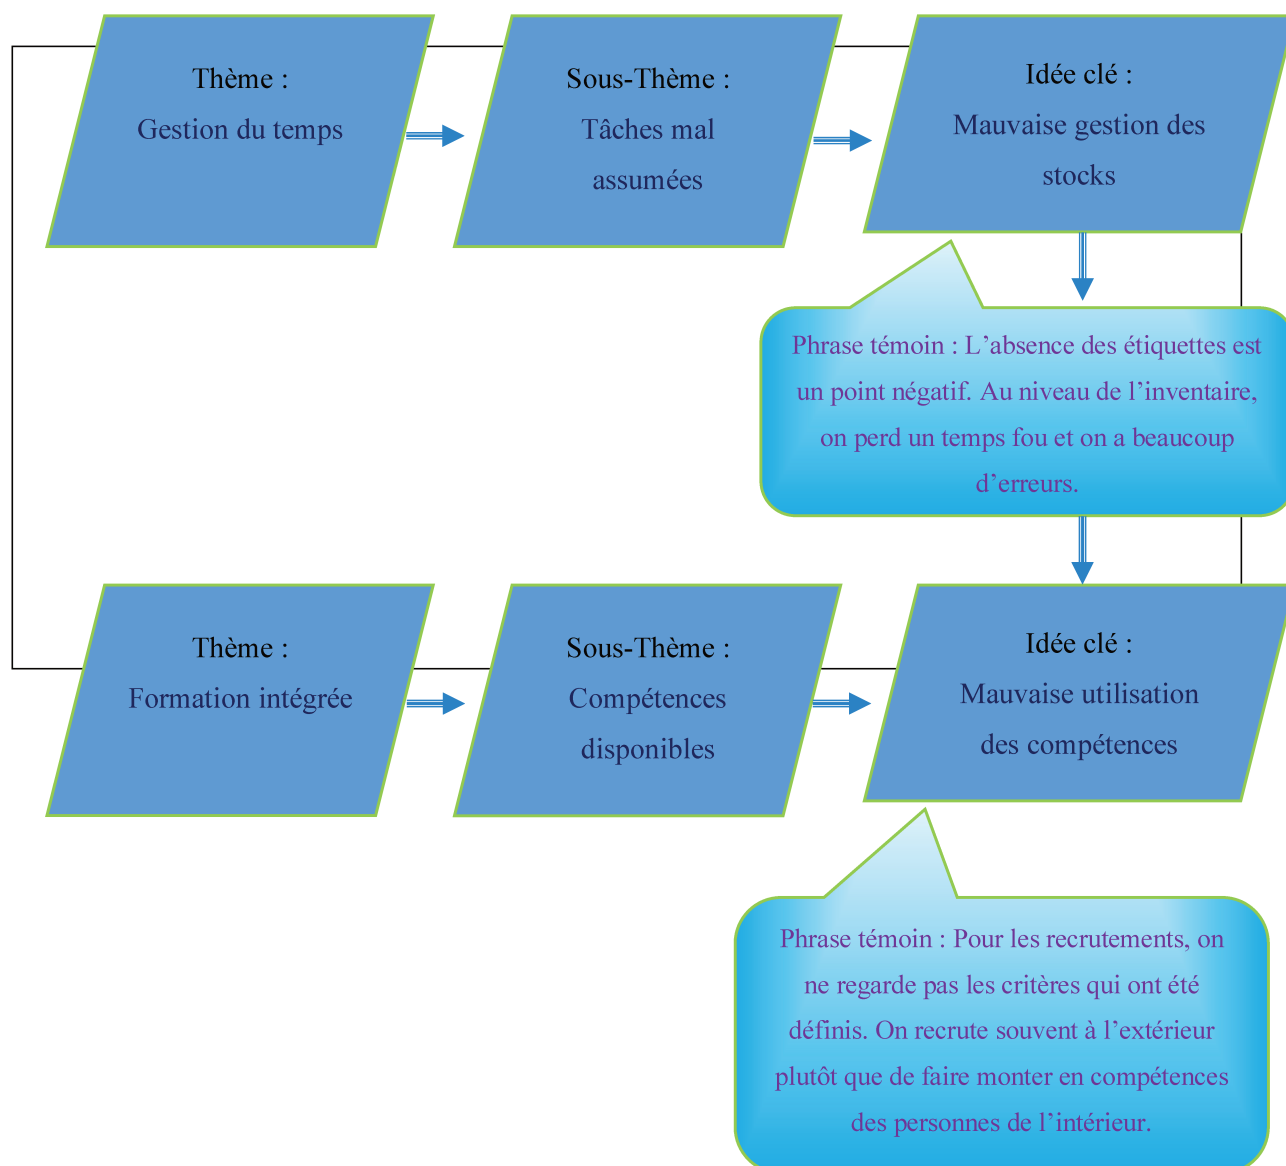 Thème :
Gestion du temps
Sous-Thème :
Tâches mal
assumées
Idée clé :
Mauvaise gestion des
stocks
Phrase témoin : L’absence des étiquettes est
un point négatif. Au niveau de l’inventaire,
on perd un temps fou et on a beaucoup
d’erreurs.
Thème :
Formation intégrée
Sous-Thème :
Compétences
disponibles
Idée clé :
Mauvaise utilisation
des compétences
Phrase témoin : Pour les recrutements, on
ne regarde pas les critères qui ont été
définis. On recrute souvent à l’extérieur
plutôt que de faire monter en compétences
des personnes de l’intérieur.